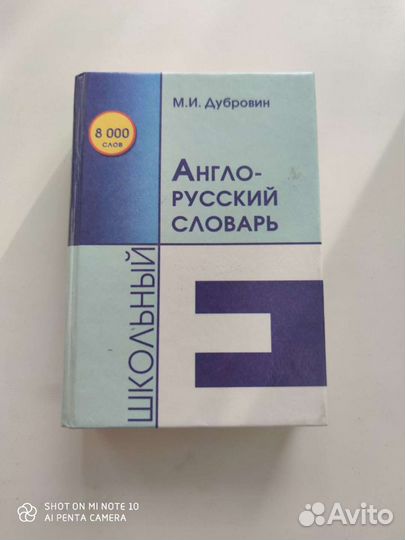 М.И. Дубровин
8 000
СЛОВ
АНГЛО-
РУССКИЙ
СЛОВАРЬ
ШКОЛЬНЫЙ
SHOT ON MI NOTE 10
AI PENTA CAMERA
Avito